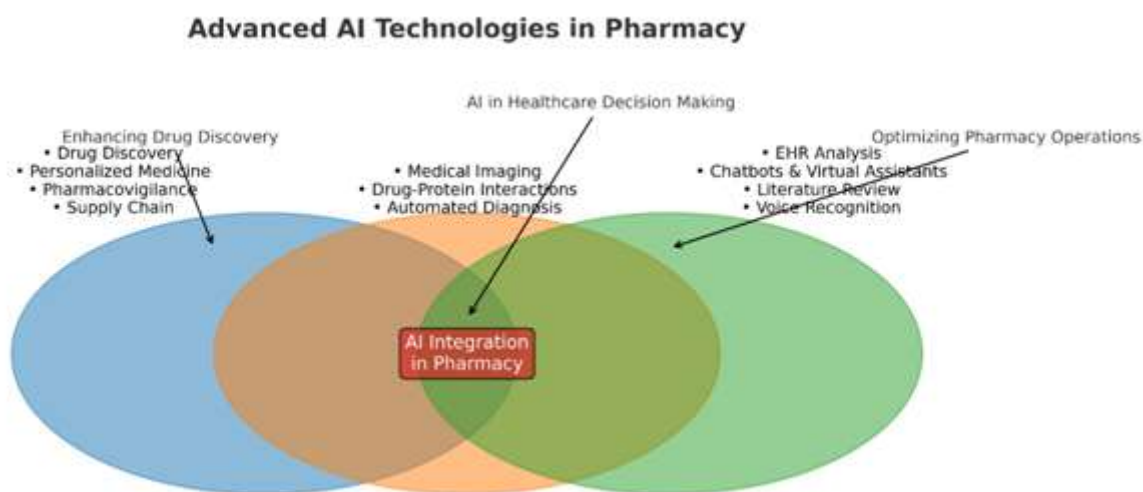 Advanced AI Technologies in Pharmacy
AI in Healthcare Decision Making
Enhancing Drug Discovery
• Drug Discovery
• Personalized Medicine
• Pharmacovigilance
• Supply Chain
• Medical Imaging
• Drug-Protein Interactions
• Automated Diagnosis
Optimizing Pharmacy Operations
• EHR Analysis
• Chatbots & Virtual Assistants
• Literature Review
• Voice Recognition
AI Integration
in Pharmacy